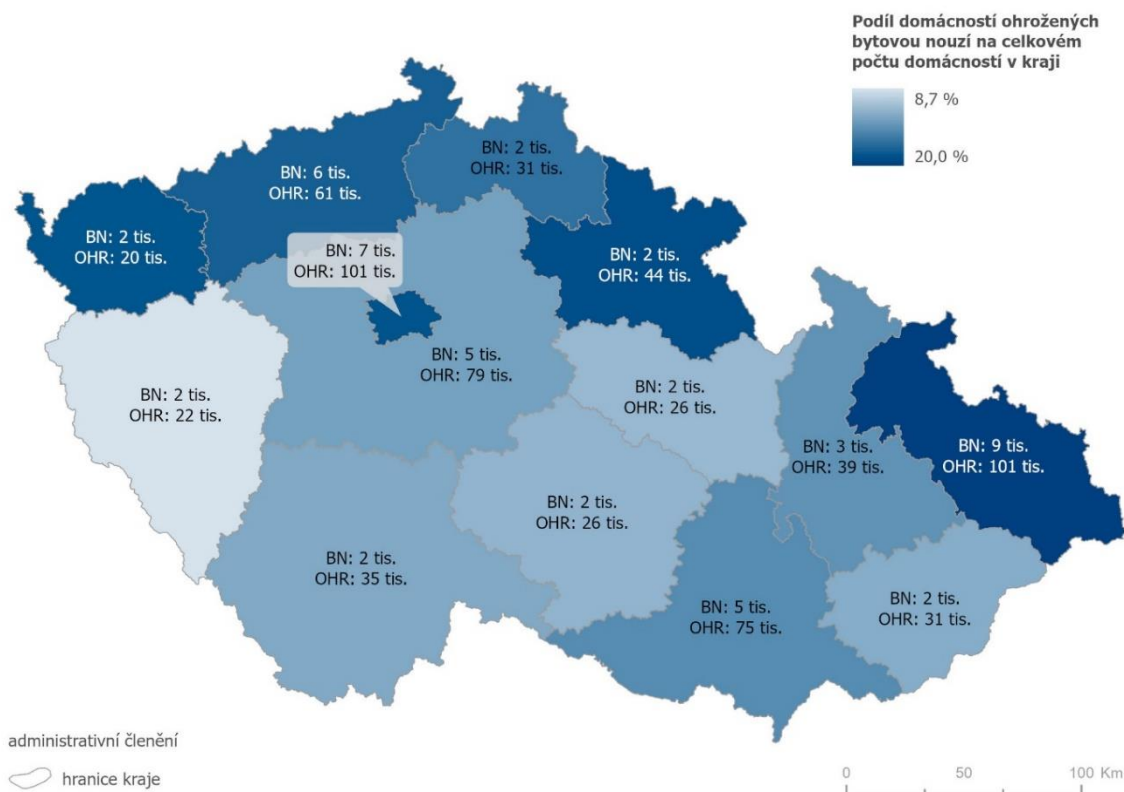 Podíl domácností ohrožených
bytovou nouzí na celkovém
počtu domácností v kraji
8,7 %
20,0 %
BN: 2 tis.
OHR: 31 tis.
BN: 6 tis.
OHR: 61 tis.
BN: 2 tis.
OHR: 20 tis.
BN: 7 tis.
OHR: 101 tis.
BN: 2 tis.
OHR: 44 tis.
BN: 5 tis.
OHR: 79 tis.
BN: 2 tis.
OHR: 22 tis.
BN: 2 tis.
OHR: 26 tis.
BN: 3 tis.
OHR: 39 tis.
BN: 9 tis.
OHR: 101 tis.
BN: 2 tis.
OHR: 26 tis.
BN: 2 tis.
OHR: 35 tis.
BN: 5 tis.
OHR: 75 tis.
BN: 2 tis.
OHR: 31 tis.
administrativní členění
hranice kraje
0 50 100 Km